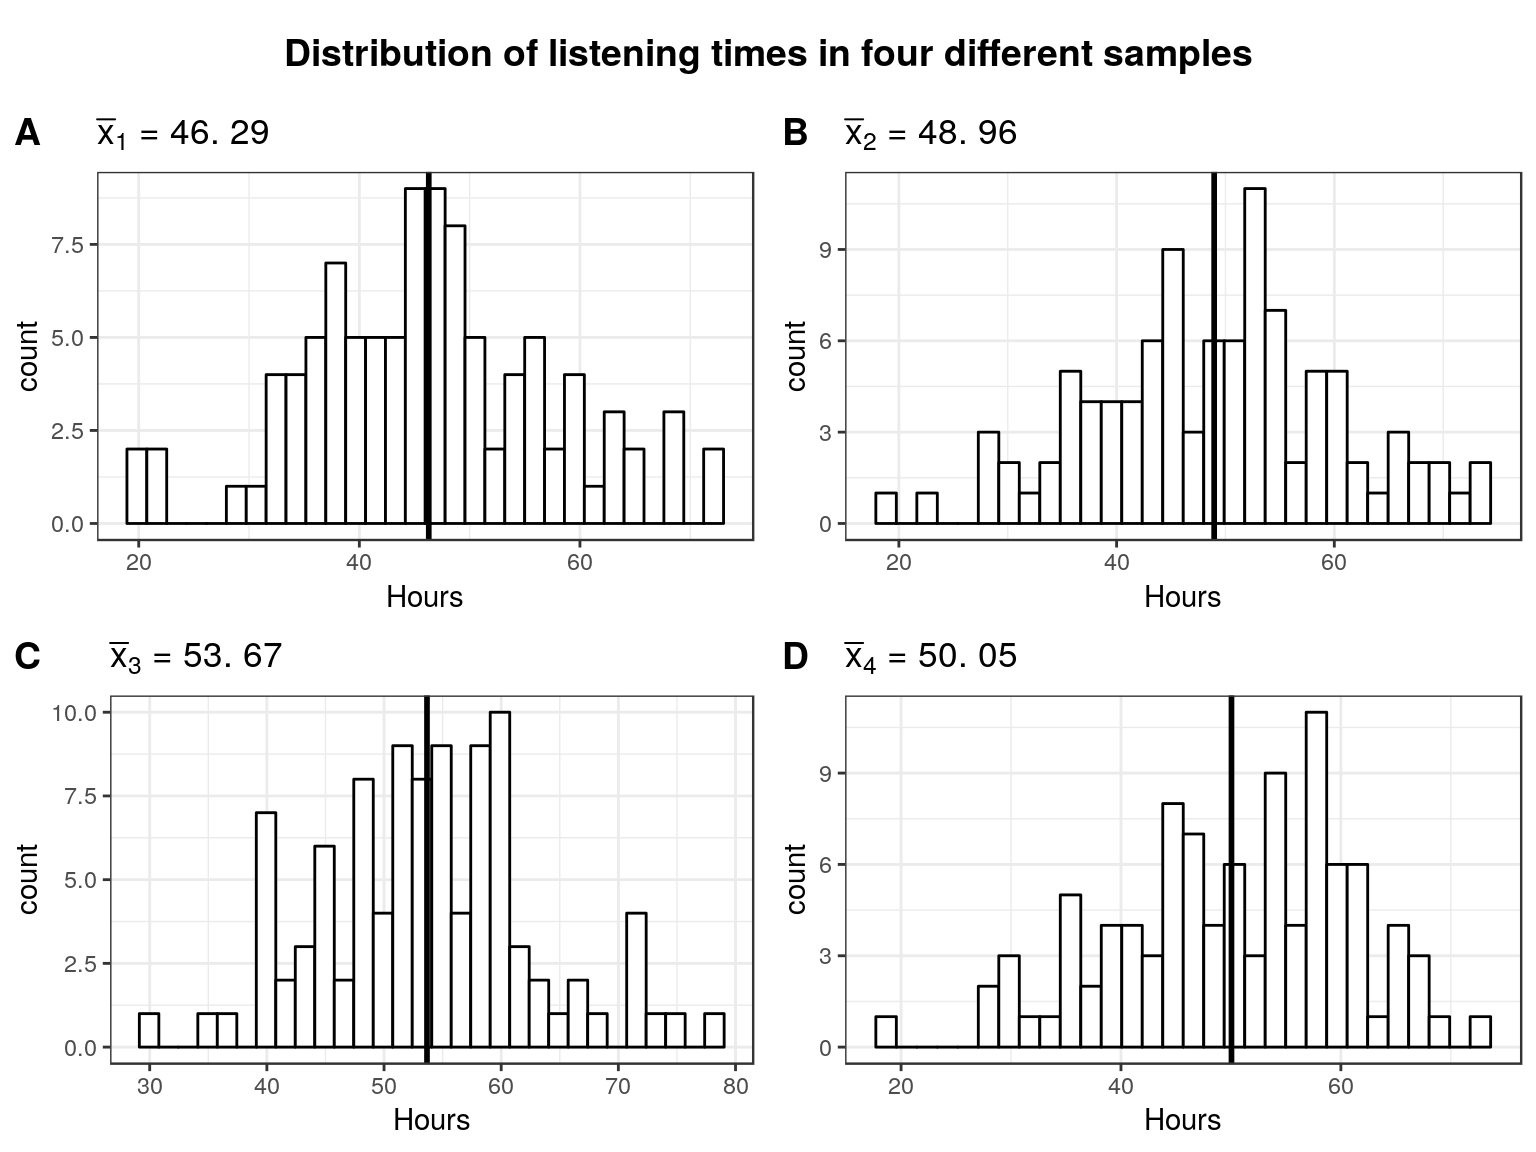 Distribution of listening times in four different samples
A
x̅₁ = 46. 29
7.5
5.0
2.5
0.0
count
20 40 60
Hours
B
x̅₂ = 48. 96
9
6
3
0
count
20 40 60
Hours
C
x̅₃ = 53. 67
10.0
7.5
5.0
2.5
0.0
count
30 40 50 60 70 80
Hours
D
x̅₄ = 50. 05
9
6
3
0
count
20 40 60
Hours